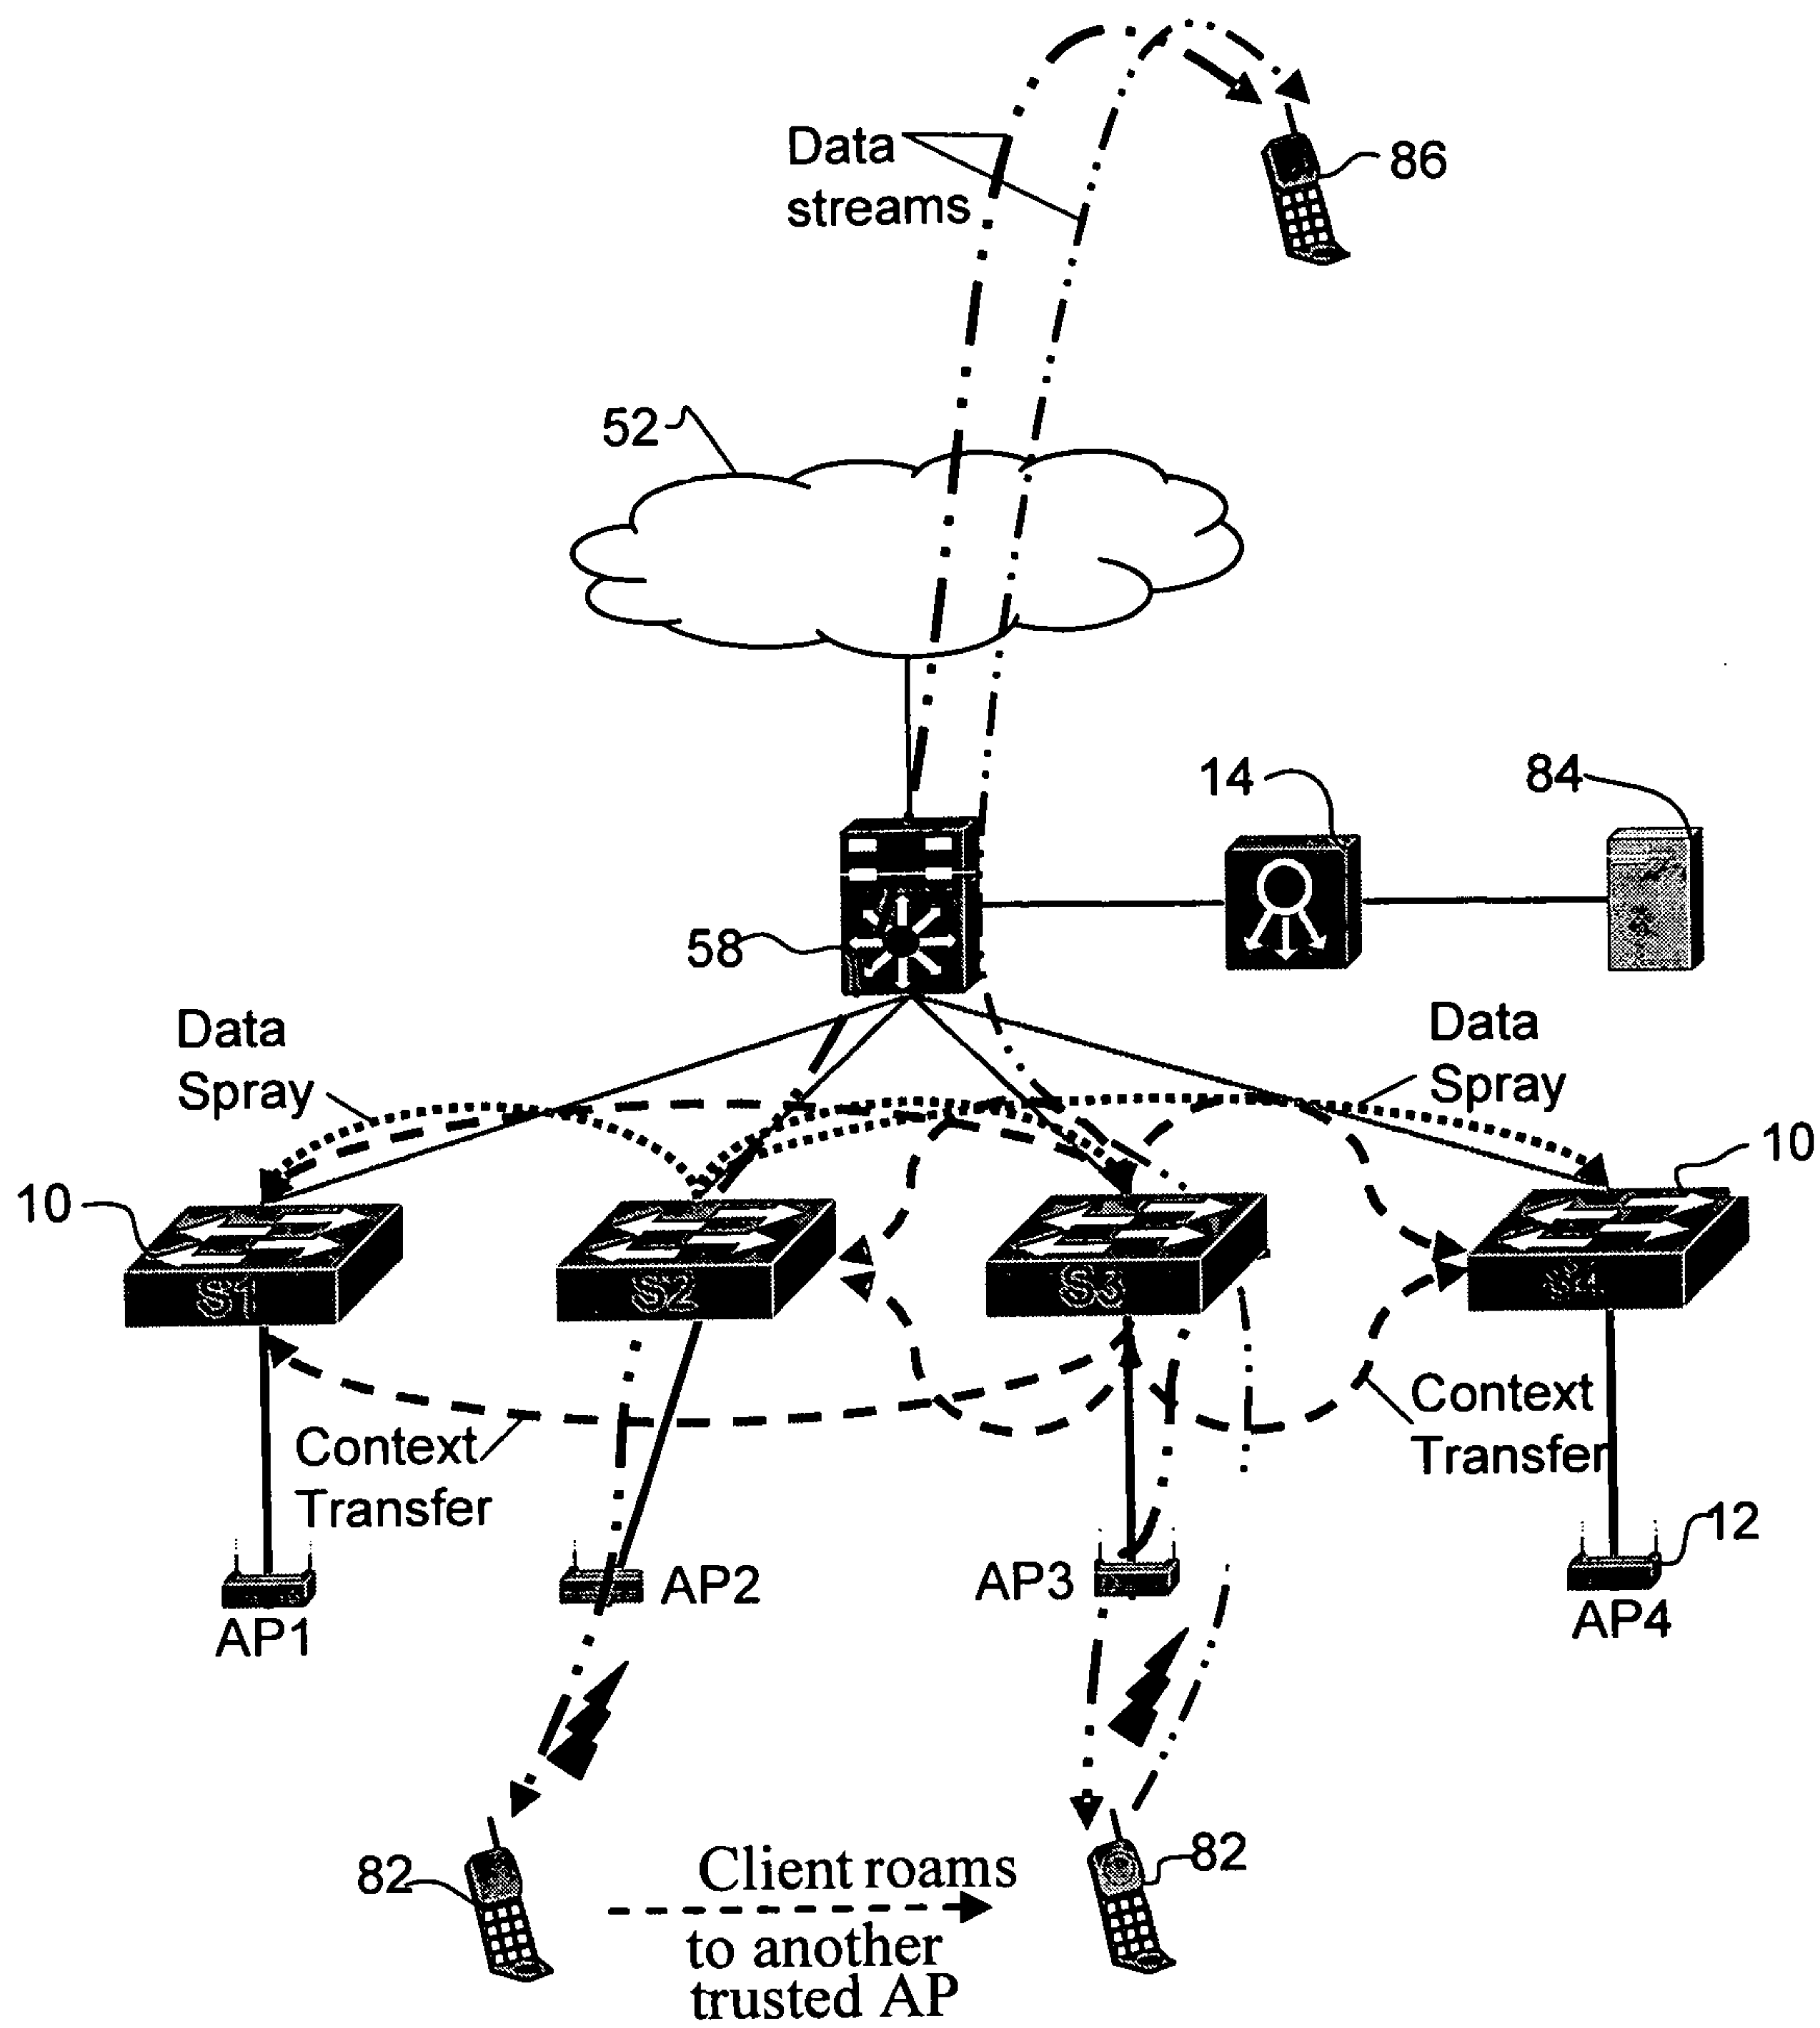 Data
streams
86
52
14
84
58
Data
Spray
Data
Spray
10
10
S1
S2
S3
S4
Context
Transfer
Context
Transfer
12
AP1
AP2
AP3
AP4
82
82
Client roams
to another
trusted AP